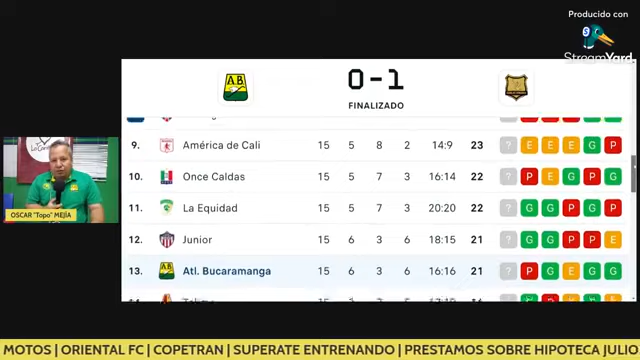 Producido con
StreamYard
0-1
FINALIZADO
9. América de Cali 15 5 8 2 14:9 23 ? E E E G P
10. Once Caldas 15 5 7 3 16:14 22 ? P E G P G
11. La Equidad 15 5 7 3 20:20 22 ? G G P G P
12. Junior 15 6 3 6 18:15 21 ? G G P P E
13. Atl. Bucaramanga 15 6 3 6 16:16 21 ? P G E G G
OSCAR "Topo" MEJÍA
MOTOS | ORIENTAL FC | COPETRAN | SUPERATE ENTRENANDO | PRESTAMOS SOBRE HIPOTECA JULIO